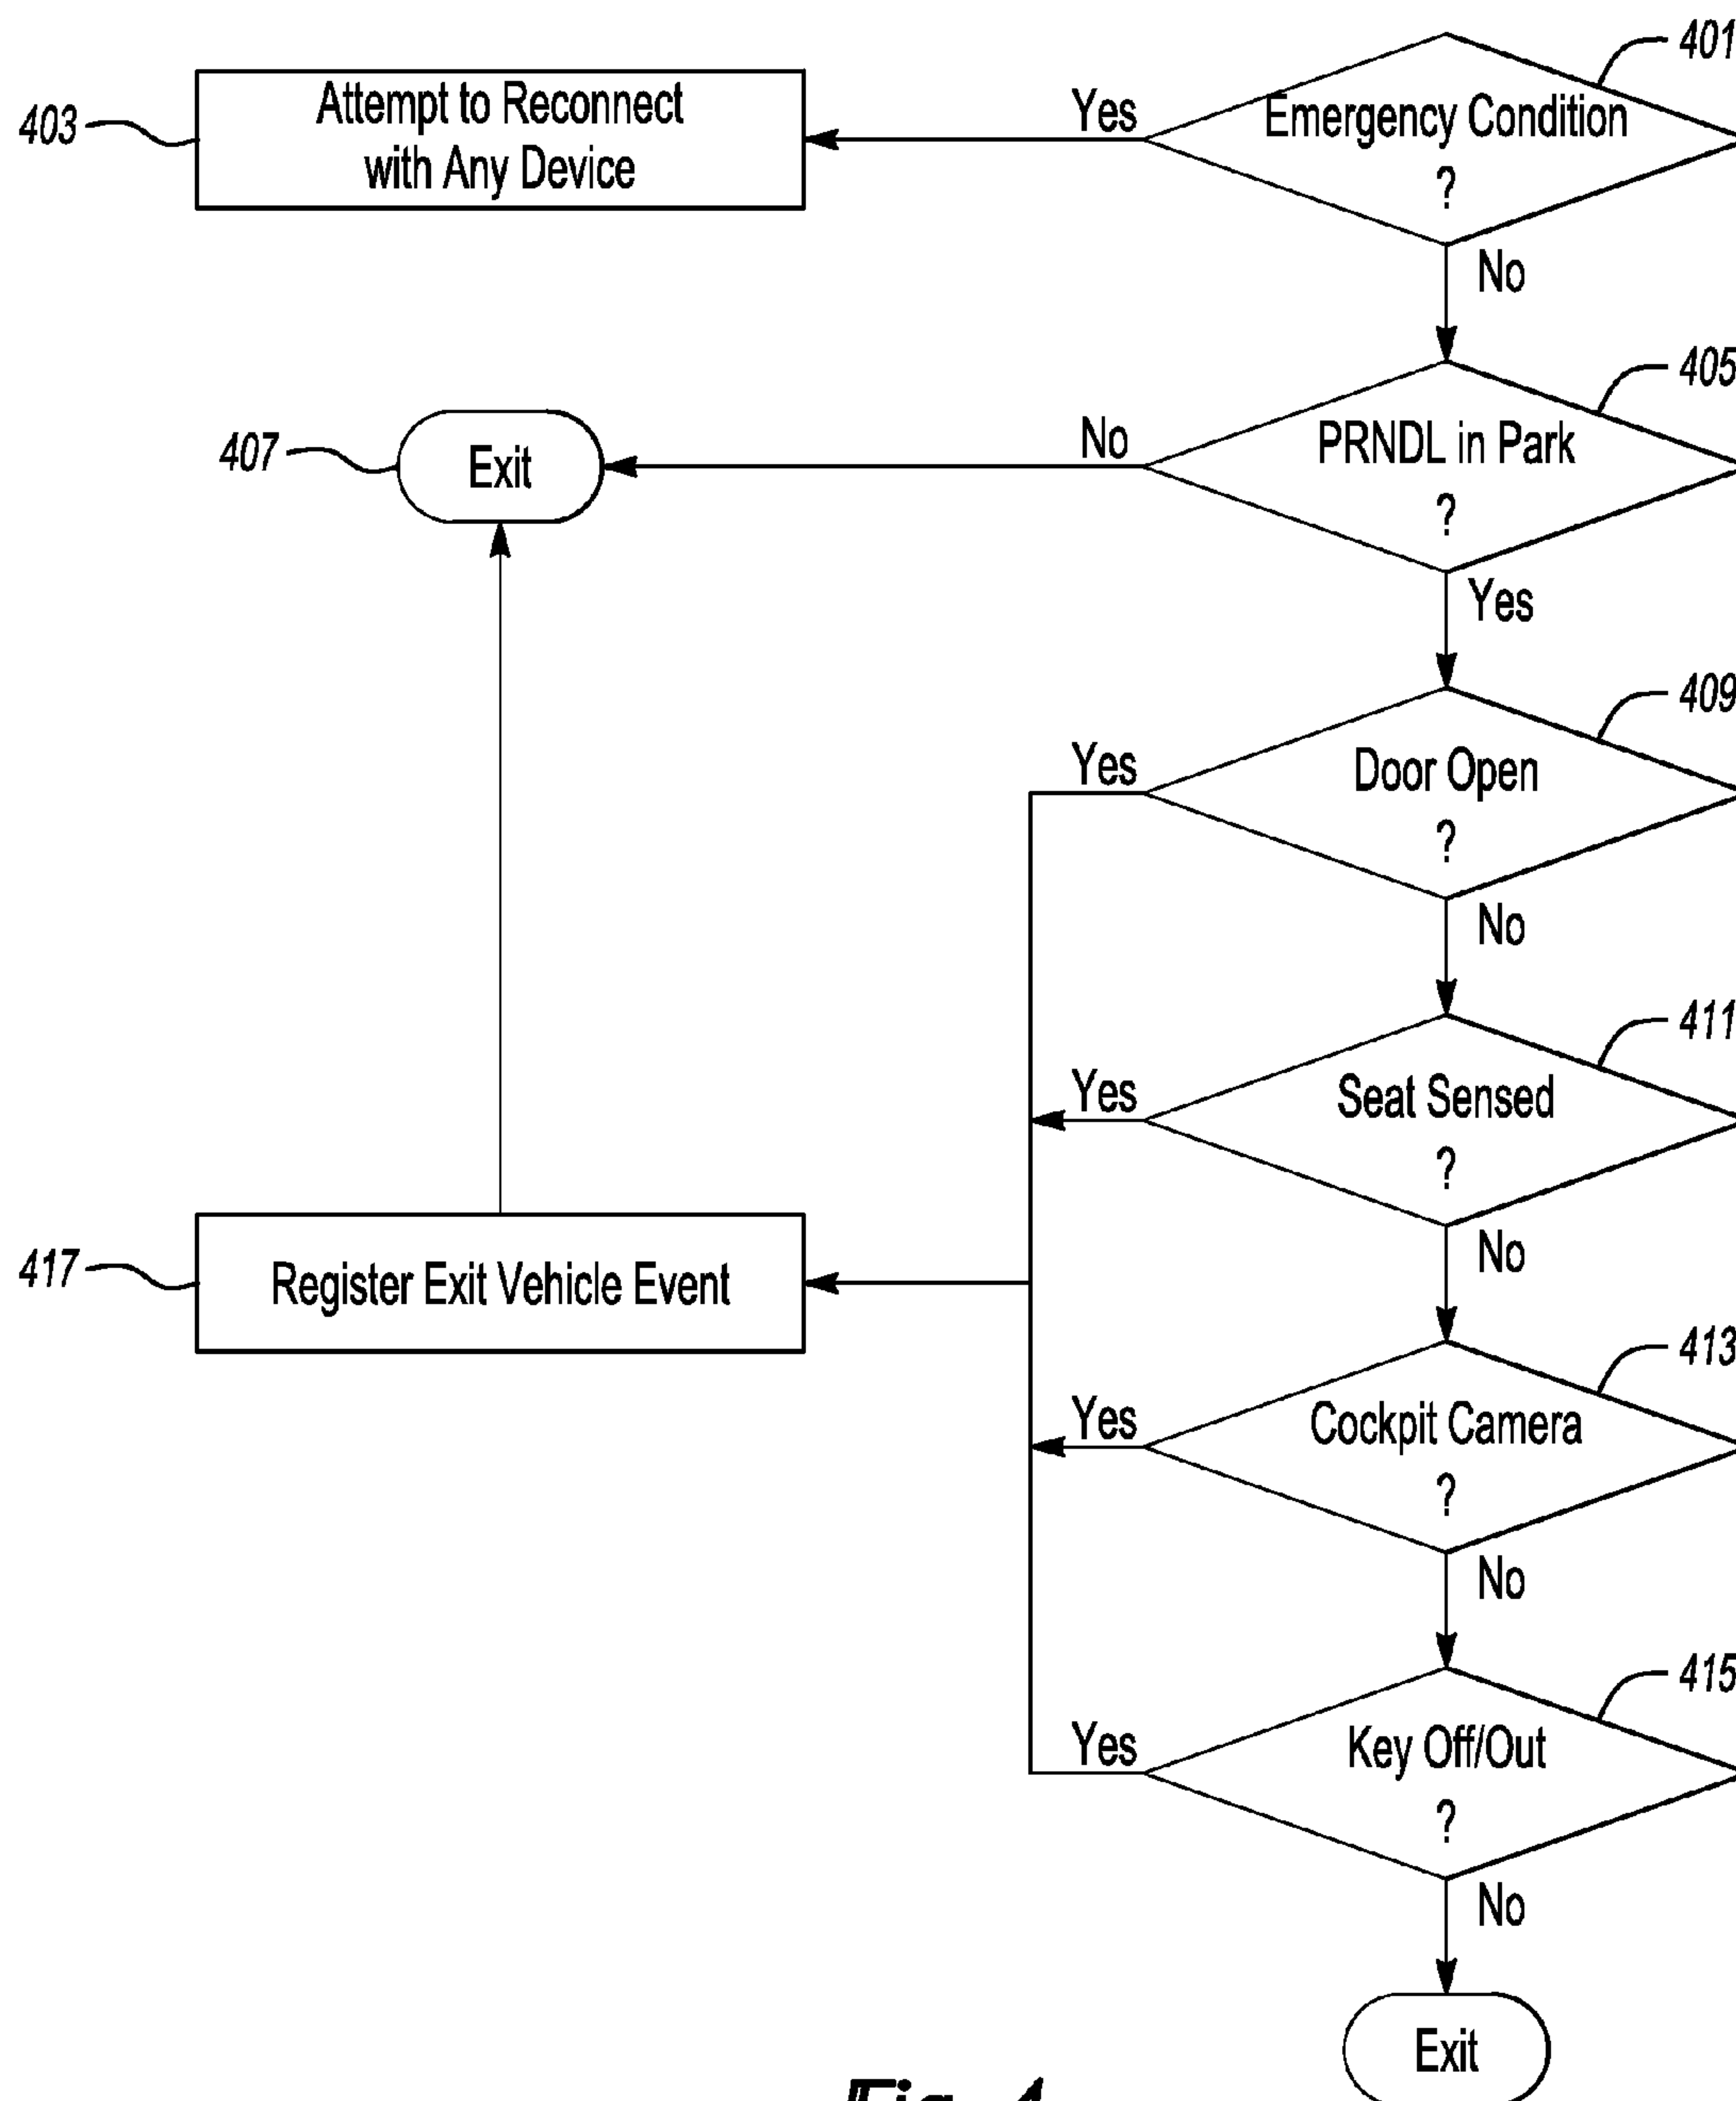 401
Emergency Condition
?
Yes
403
Attempt to Reconnect
with Any Device
No
405
PRNDL in Park
?
No
407
Exit
Yes
409
Door Open
?
Yes
No
411
Seat Sensed
?
Yes
417
Register Exit Vehicle Event
No
413
Cockpit Camera
?
Yes
No
415
Key Off/Out
?
Yes
No
Exit